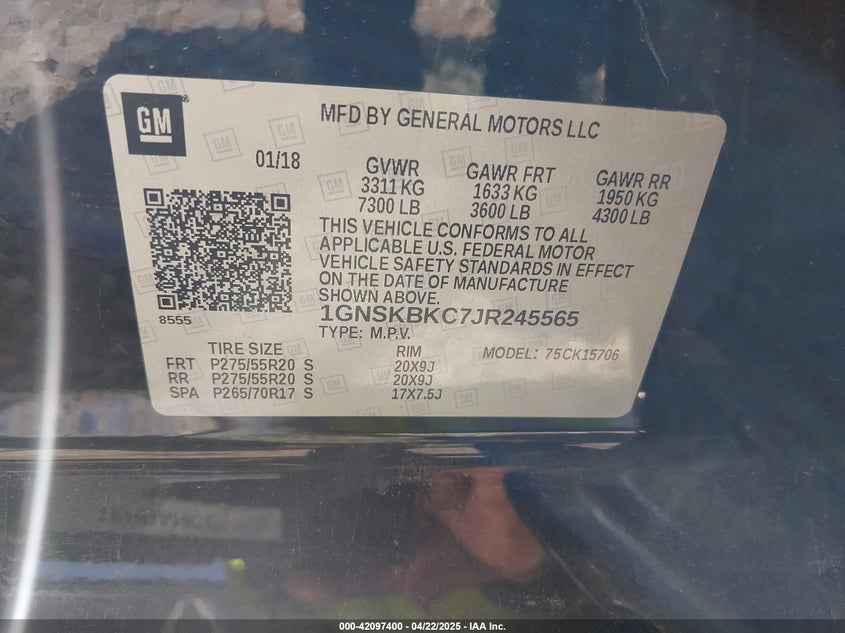 GM
MFD BY GENERAL MOTORS LLC
01/18
GVWR
3311 KG
7300 LB
GAWR FRT
1633 KG
3600 LB
GAWR RR
1950 KG
4300 LB
THIS VEHICLE CONFORMS TO ALL
APPLICABLE U.S. FEDERAL MOTOR
VEHICLE SAFETY STANDARDS IN EFFECT
ON THE DATE OF MANUFACTURE
SHOWN ABOVE.
8555
1GNSKBKC7JR245565
TYPE: M.P.V.
TIRE SIZE RIM MODEL: 75CK15706
FRT P275/55R20 S 20X9J
RR P275/55R20 S 20X9J
SPA P265/70R17 S 17X7.5J
000-42097400 - 04/22/2025 - IAA Inc.